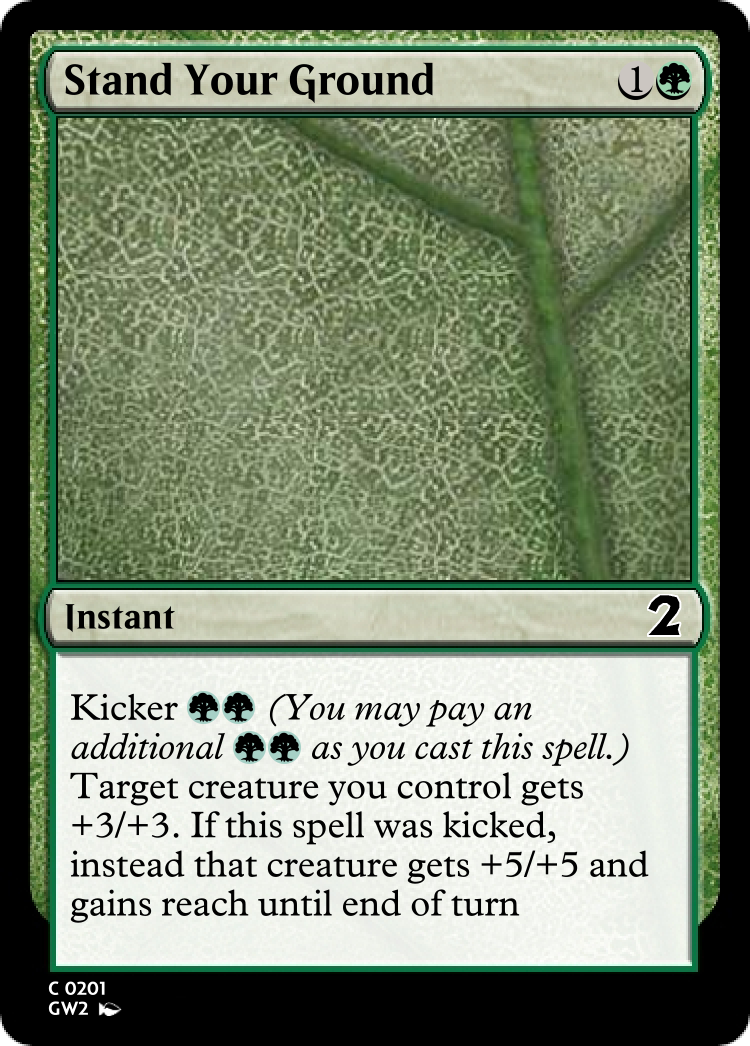 Stand Your Ground 1
Instant 2
Kicker (You may pay an
additional as you cast this spell.)
Target creature you control gets
+3/+3. If this spell was kicked,
instead that creature gets +5/+5 and
gains reach until end of turn
C 0201
GW2